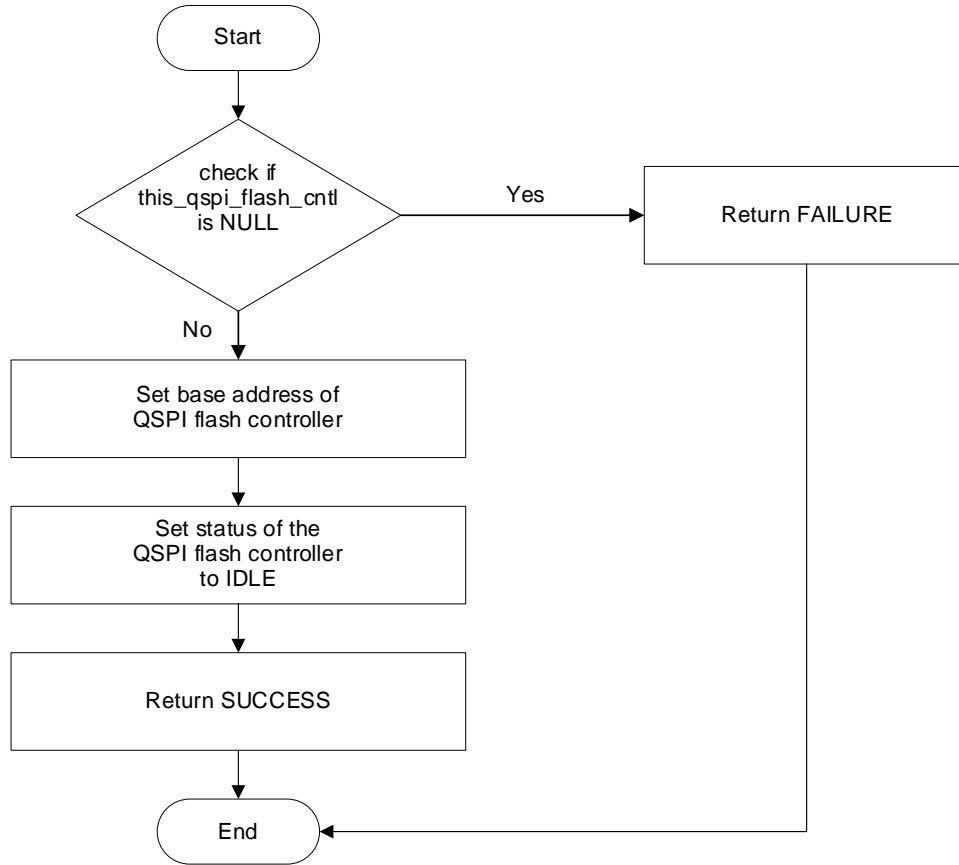 Start
check if
this_qspi_flash_cntl
is NULL
Yes
Return FAILURE
No
Set base address of
QSPI flash controller
Set status of the
QSPI flash controller
to IDLE
Return SUCCESS
End